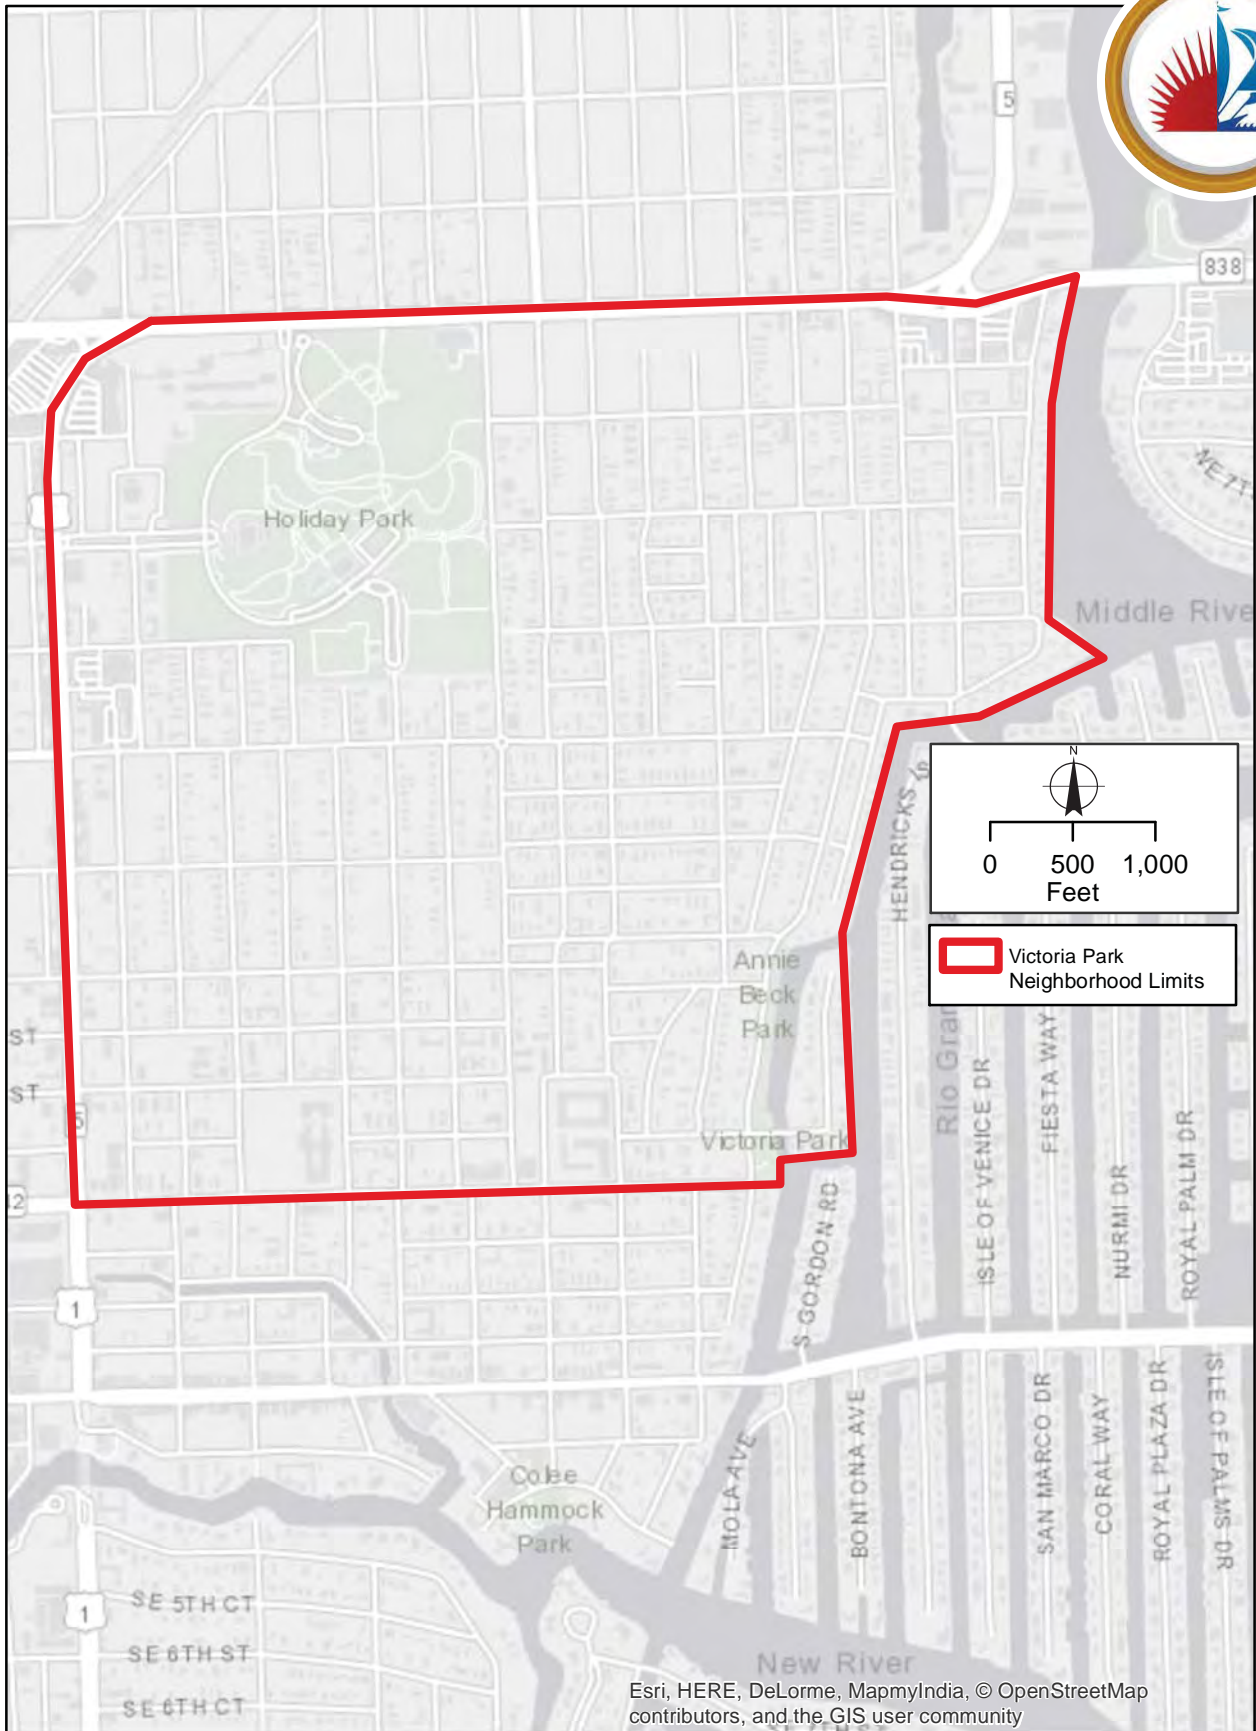 5
838
NE 7T
Holiday Park
Middle Rive
N
0 500 1,000
Feet
HENDRICKS
Victoria Park
Neighborhood Limits
Annie
Beck
Park
Rio Gran
ST
ST
Victoria Park
ISLE OF VENICE DR
FIESTA WAY
NURMI DR
ROYAL PALM DR
S GORDON RD
1
MOLA AVE
BONTONA AVE
SAN MARCO DR
CORAL WAY
ROYAL PLAZA DR
ISLE OF PALMS DR
Colee
Hammock
Park
1
SE 5TH CT
SE 6TH ST
SE 6TH CT
New River
Esri, HERE, DeLorme, MapmyIndia, © OpenStreetMap
contributors, and the GIS user community